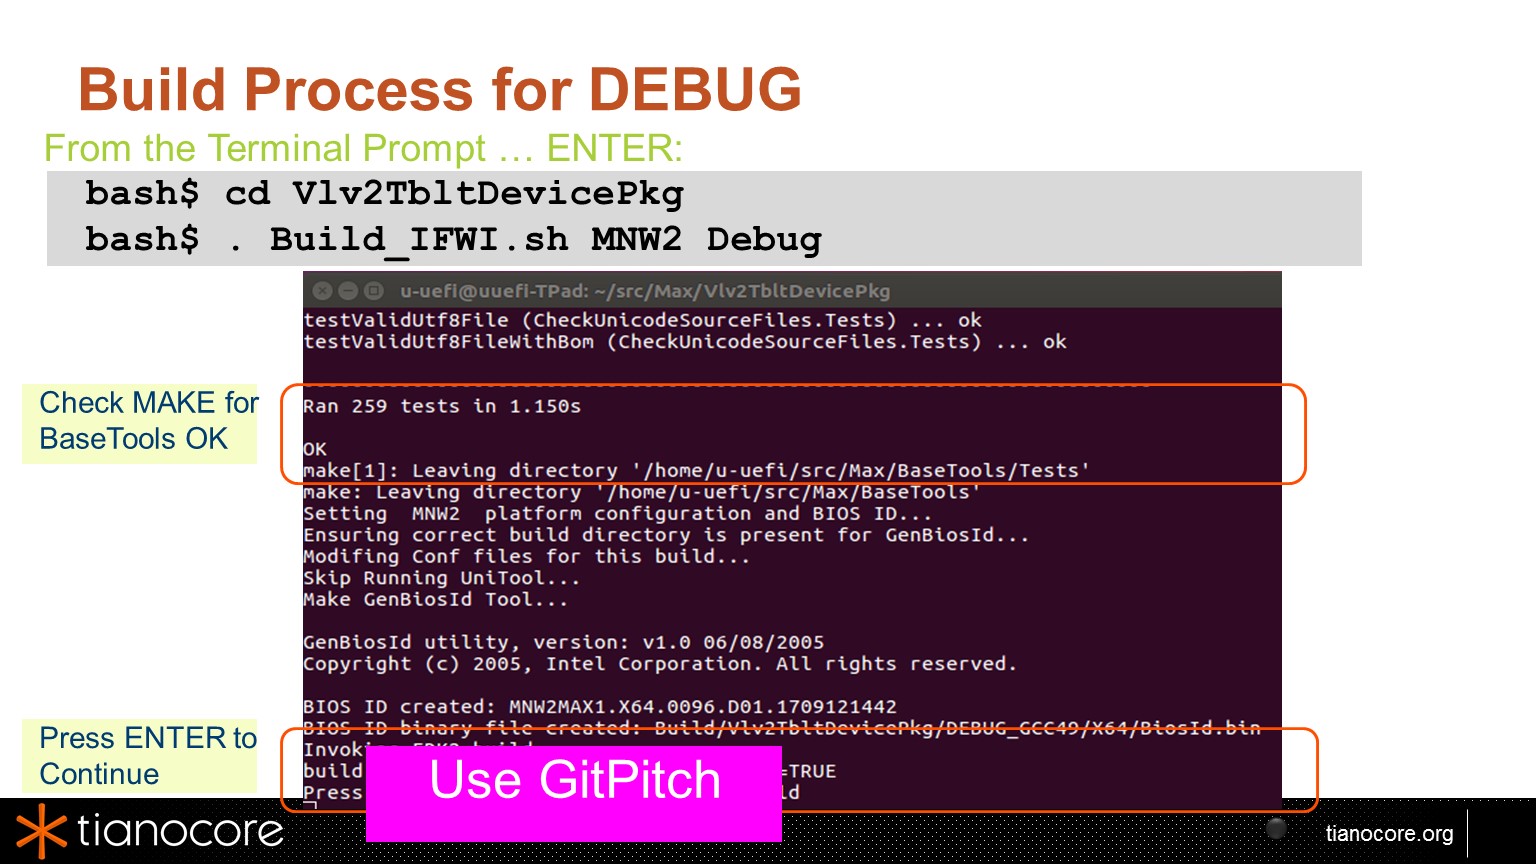 Build Process for DEBUG
From the Terminal Prompt … ENTER:
bash$ cd Vlv2TbltDevicePkg
bash$ . Build_IFWI.sh MNW2 Debug
u-uefi@uuefi-TPad: ~/src/Max/Vlv2TbltDevicePkg
testValidUtf8File (CheckUnicodeSourceFiles.Tests) ... ok
testValidUtf8FileWithBom (CheckUnicodeSourceFiles.Tests) ... ok
Check MAKE for
BaseTools OK
Ran 259 tests in 1.150s
OK
make[1]: Leaving directory '/home/u-uefi/src/Max/BaseTools/Tests'
make: Leaving directory '/home/u-uefi/src/Max/BaseTools'
Setting  MNW2  platform configuration and BIOS ID...
Ensuring correct build directory is present for GenBiosId...
Modifing Conf files for this build...
Skip Running UniTool...
Make GenBiosId Tool...
GenBiosId utility, version: v1.0 06/08/2005
Copyright (c) 2005, Intel Corporation. All rights reserved.
BIOS ID created: MNW2MAX1.X64.0096.D01.1709121442
BIOS ID binary file created: Build/Vlv2TbltDevicePkg/DEBUG_GCC49/X64/BiosId.bin
Press ENTER to
Continue
build =TRUE
Press
Use GitPitch
tianocore
tianocore.org